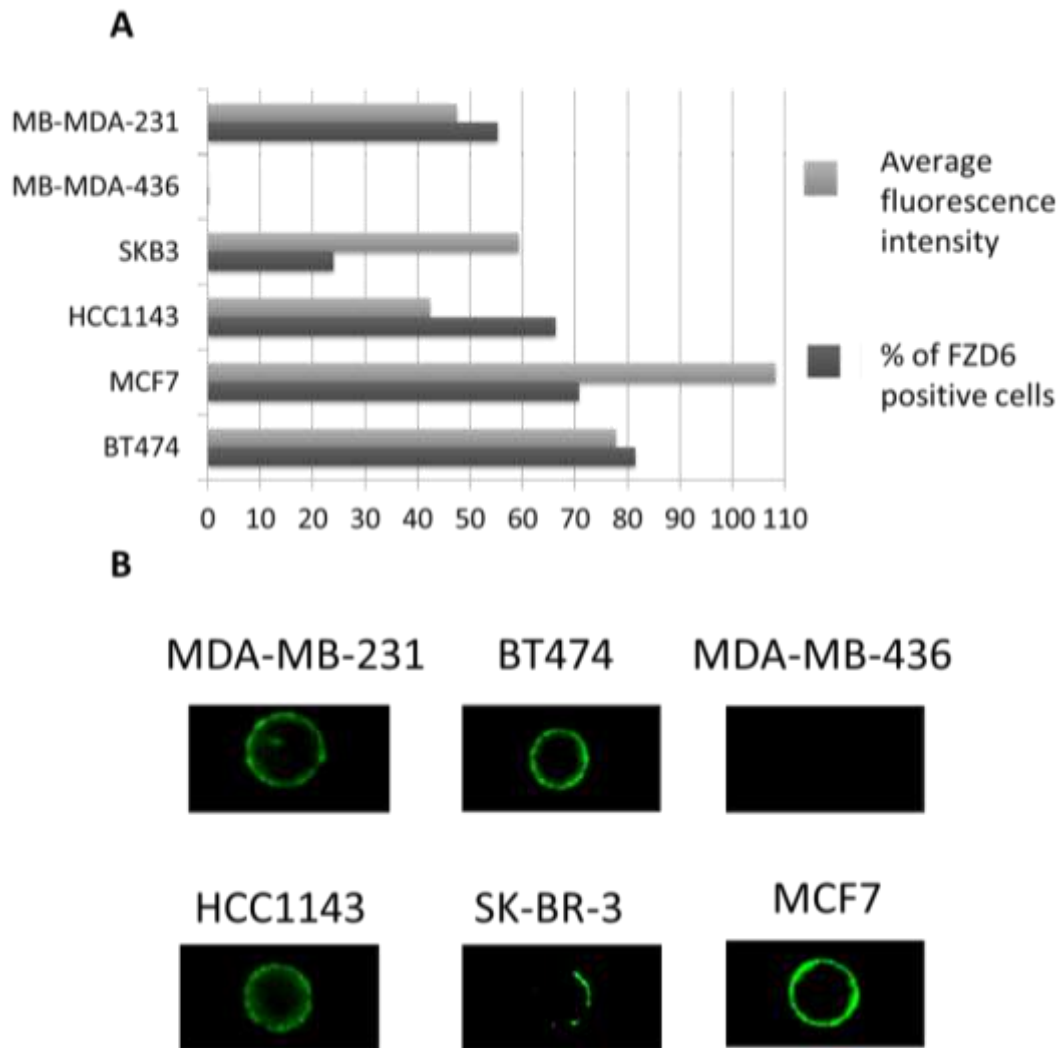 A
MB-MDA-231
MB-MDA-436
SKB3
HCC1143
MCF7
BT474
0 10 20 30 40 50 60 70 80 90 100 110
Average
fluorescence
intensity
% of FZD6
positive cells
B
MDA-MB-231 BT474 MDA-MB-436
HCC1143 SK-BR-3 MCF7